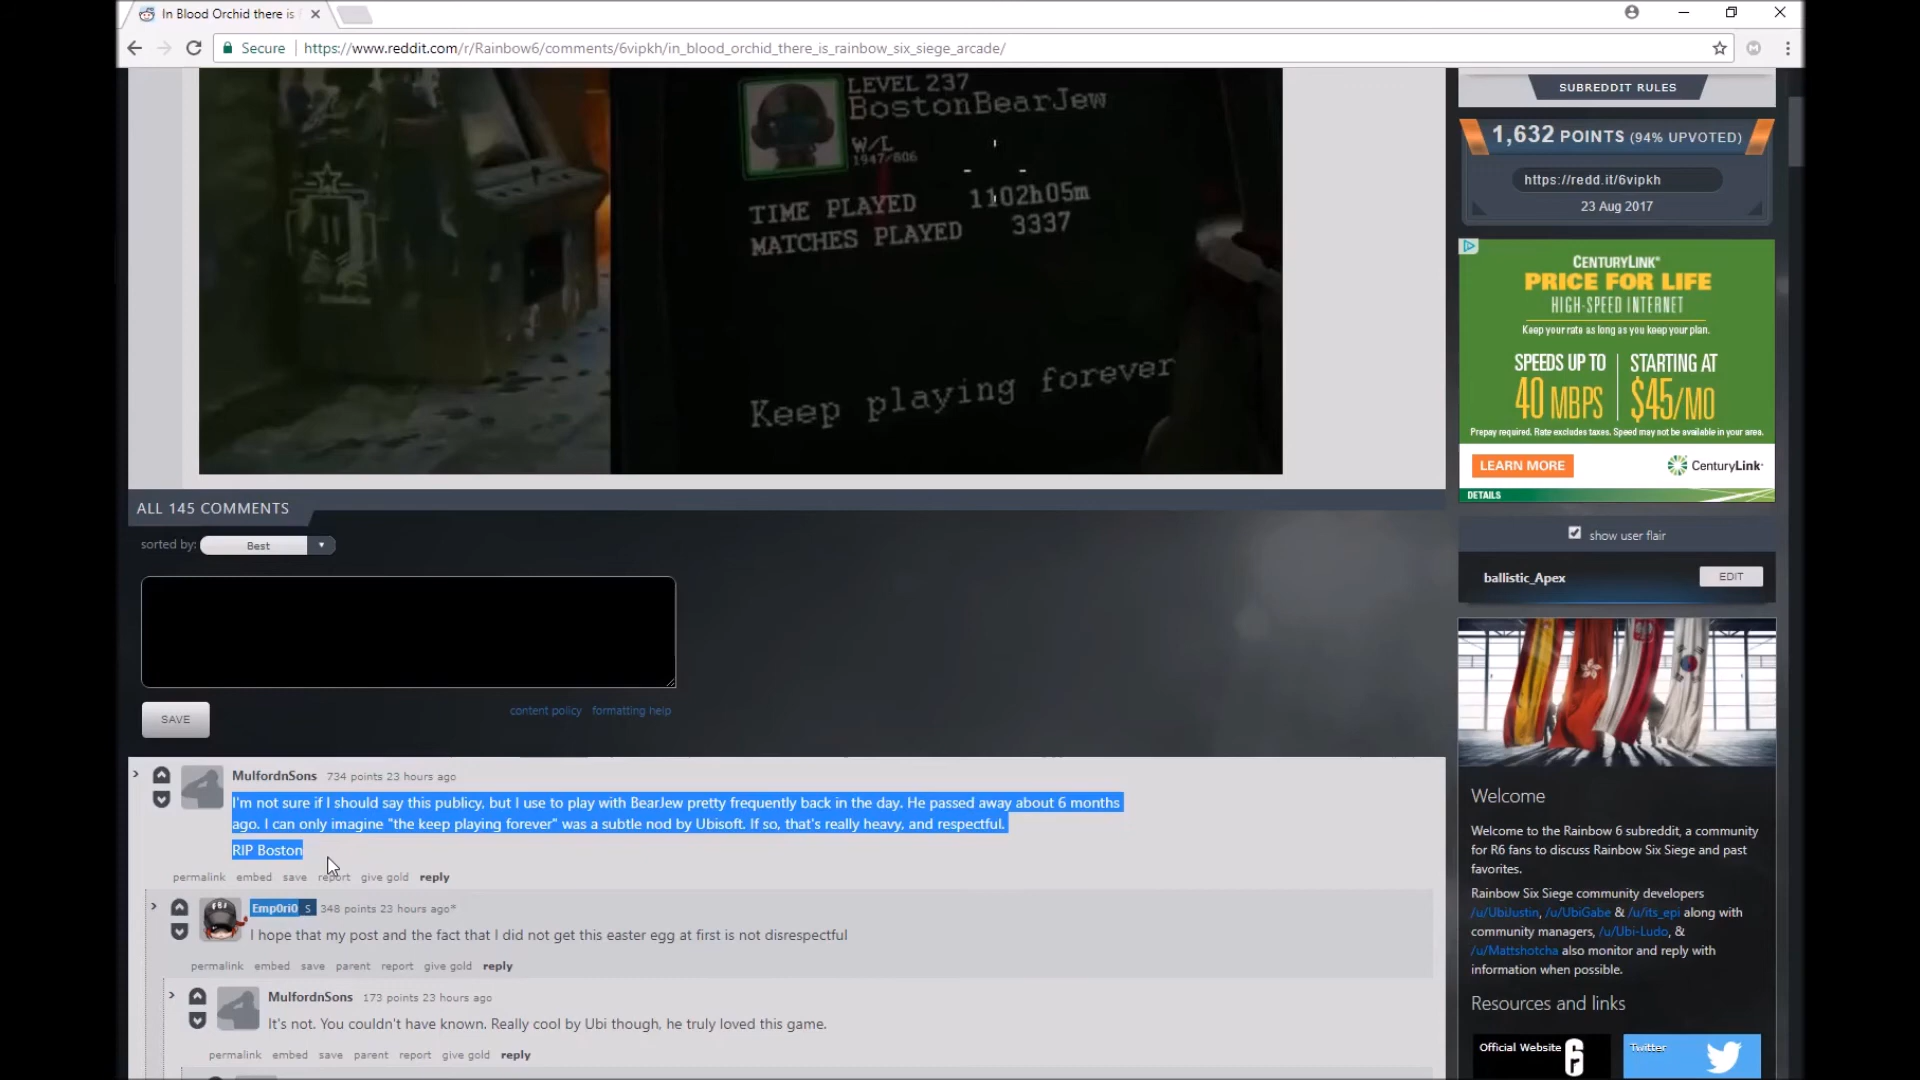 In Blood Orchid there is
Secure https://www.reddit.com/r/Rainbow6/comments/6vipkh/in_blood_orchid_there_is_rainbow_six_siege_arcade/
LEVEL 237
BostonBearJew
W/L
1947/806
TIME PLAYED 1102h05m
MATCHES PLAYED 3337
Keep playing forever
SUBREDDIT RULES
1,632 POINTS (94% UPVOTED)
https://redd.it/6vipkh
23 Aug 2017
CENTURYLINK®
PRICE FOR LIFE
HIGH-SPEED INTERNET
Keep your rate as long as you keep your plan.
SPEEDS UP TO
40 MBPS
STARTING AT
$45/MO
Prepay required. Rate excludes taxes. Speed may not be available in your area.
LEARN MORE
CenturyLink
DETAILS
show user flair
ballistic_Apex
EDIT
ALL 145 COMMENTS
sorted by: Best
SAVE
content policy formatting help
MulfordnSons 734 points 23 hours ago
I'm not sure if I should say this publicy, but I use to play with BearJew pretty frequently back in the day. He passed away about 6 months
ago. I can only imagine "the keep playing forever" was a subtle nod by Ubisoft. If so, that's really heavy, and respectful.
RIP Boston
permalink embed save report give gold reply
Emp0ri0 S 348 points 23 hours ago*
I hope that my post and the fact that I did not get this easter egg at first is not disrespectful
permalink embed save parent report give gold reply
MulfordnSons 173 points 23 hours ago
It's not. You couldn't have known. Really cool by Ubi though, he truly loved this game.
permalink embed save parent report give gold reply
Welcome
Welcome to the Rainbow 6 subreddit, a community
for R6 fans to discuss Rainbow Six Siege and past
favorites.
Rainbow Six Siege community developers
/u/UbiJustin, /u/UbiGabe & /u/its_epi along with
community managers, /u/Ubi-Ludo, &
/u/Mattshotcha also monitor and reply with
information when possible.
Resources and links
Official Website
Twitter